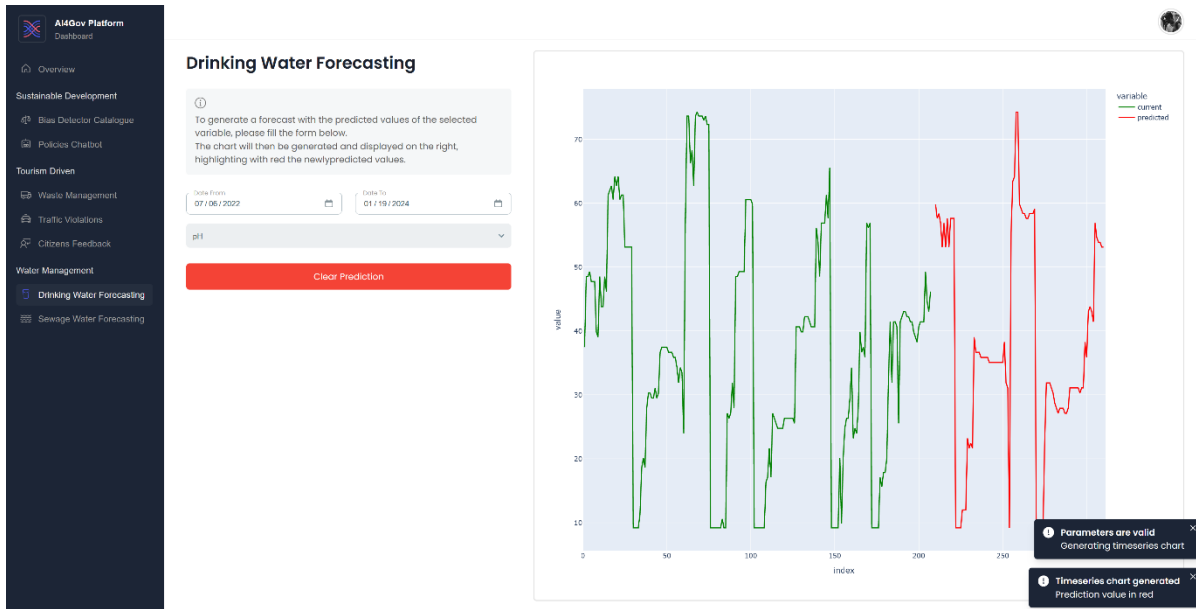 AI4Gov Platform
Dashboard
Overview
Sustainable Development
Bias Detector Catalogue
Policies Chatbot
Tourism Driven
Waste Management
Traffic Violations
Citizens Feedback
Water Management
Drinking Water Forecasting
Sewage Water Forecasting
Drinking Water Forecasting
To generate a forecast with the predicted values of the selected
variable, please fill the form below.
The chart will then be generated and displayed on the right,
highlighting with red the newlypredicted values.
Date From
07 / 06 / 2022
Date To
01 / 19 / 2024
pH
Clear Prediction
variable
current
predicted
value
70
60
50
40
30
20
10
0
50
100
150
200
250
index
Parameters are valid
Generating timeseries chart
Timeseries chart generated
Prediction value in red